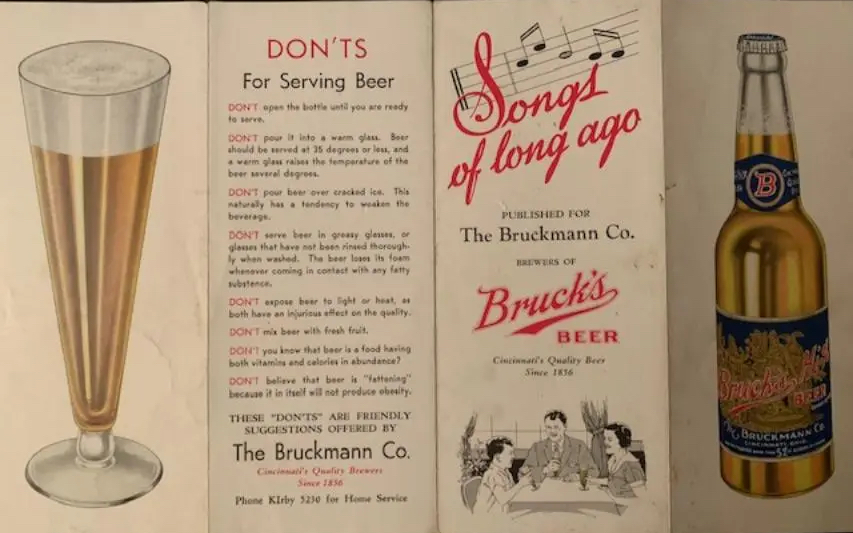 DON'TS
For Serving Beer
DON'T open the bottle until you are ready
to serve.
DON'T pour it into a warm glass. Beer
should be served at 35 degrees or less, and
a warm glass raises the temperature of the
beer several degrees.
DON'T pour beer over cracked ice. This
naturally has a tendency to weaken the
beverage.
DON'T serve beer in greasy glasses, or
glasses that have not been rinsed thorough-
ly when washed. The beer loses its foam
whenever coming in contact with any fatty
substance.
DON'T expose beer to light or heat, as
both have an injurious effect on the quality.
DON'T mix beer with fresh fruit.
DON'T you know that beer is a food having
both vitamins and calories in abundance?
DON'T believe that beer is "fattening"
because it in itself will not produce obesity.
THESE "DON'TS" ARE FRIENDLY
SUGGESTIONS OFFERED BY
The Bruckmann Co.
Cincinnati's Quality Brewers
Since 1856
Phone KIrby 5230 for Home Service
Songs
of long ago
PUBLISHED FOR
The Bruckmann Co.
BREWERS OF
Bruck's
BEER
Cincinnati's Quality Beer
Since 1856
B
Bruck's
BEER
BRUCKMANN CO.
CINCINNATI, OHIO